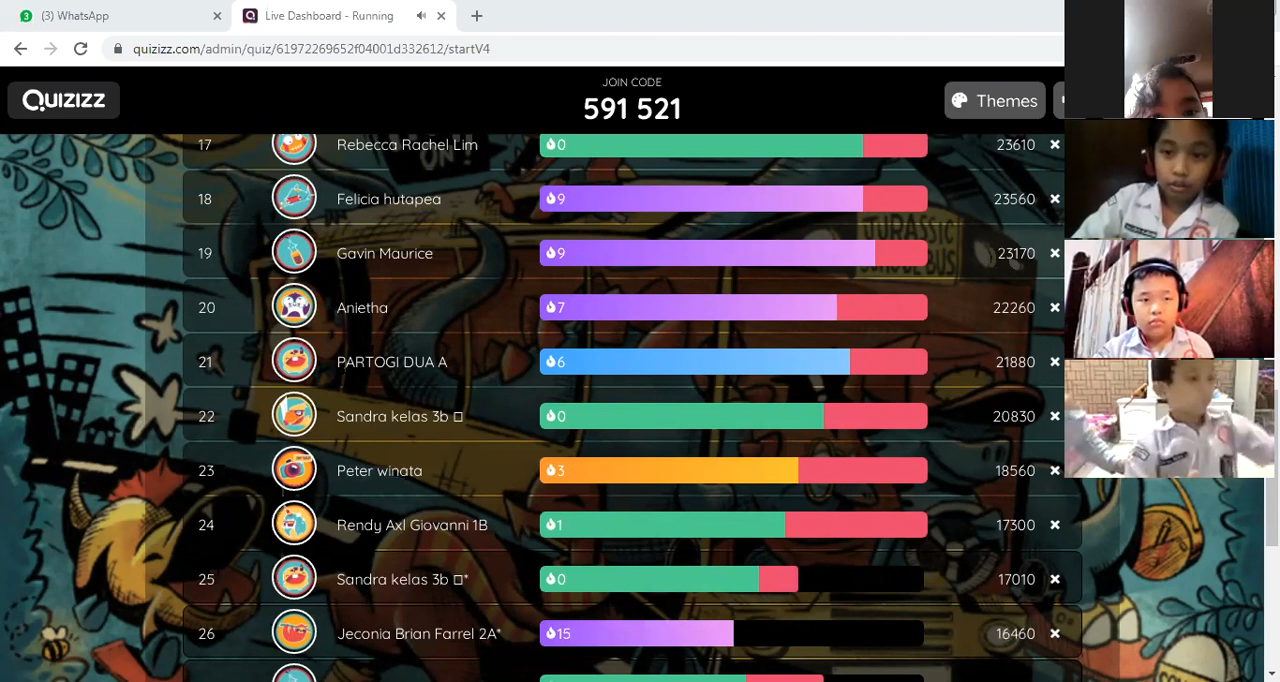 (3) WhatsApp
Live Dashboard - Running
quizizz.com/admin/quiz/61972269652f04001d332612/startV4
QUIZIZZ
JOIN CODE
591 521
Themes
17 Rebecca Rachel Lim 0 23610
18 Felicia hutapea 9 23560
19 Gavin Maurice 9 23170
20 Anietha 7 22260
21 PARTOGI DUA A 6 21880
22 Sandra kelas 3b □ 0 20830
23 Peter winata 3 18560
24 Rendy Axl Giovanni 1B 1 17300
25 Sandra kelas 3b □* 0 17010
26 Jeconia Brian Farrel 2A* 15 16460
JURASSIC